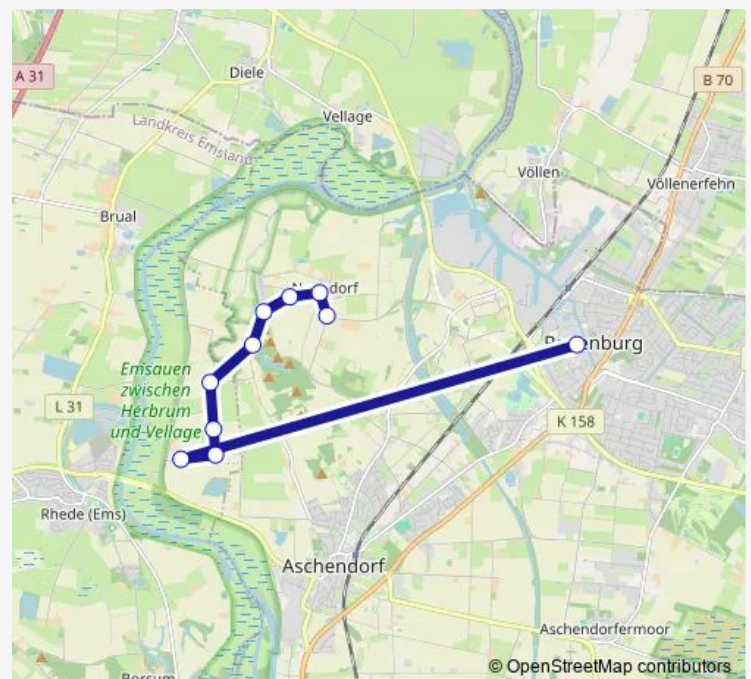 A 31
Diele
B 70
Vellage
Landkreis Emsland
Völlen
Völlenerfehn
Brual
Emsauen
zwischen
Herbrum
und Vellage
L 31
K 158
Rhede (Ems)
Aschendorf
Aschendorfermoor
© OpenStreetMap contributors